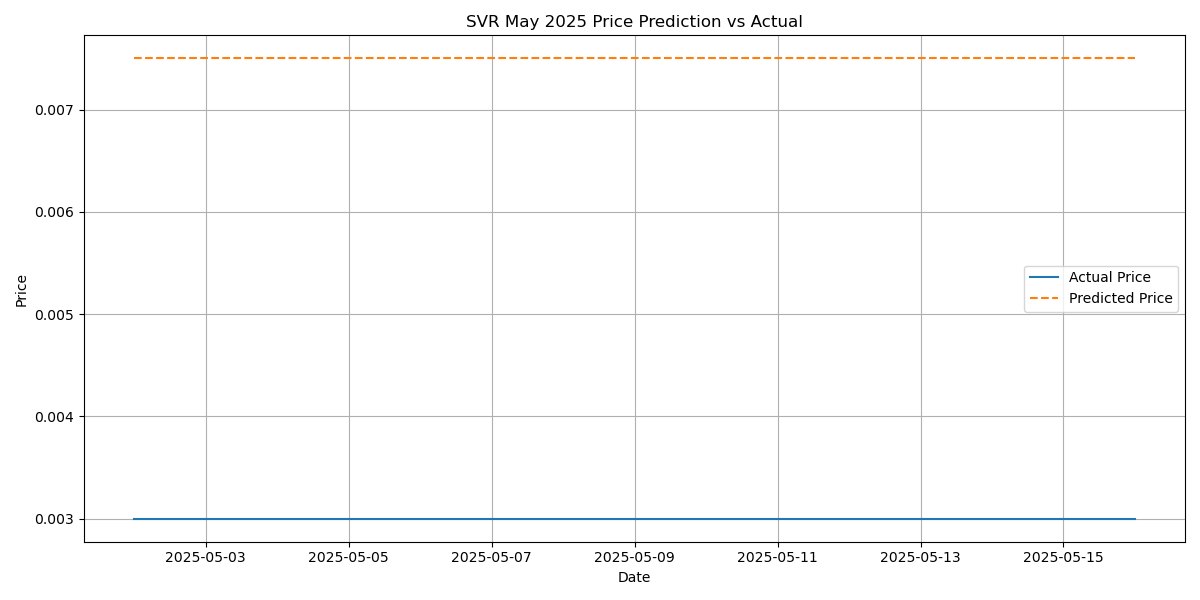 SVR May 2025 Price Prediction vs Actual
0.007
0.006
0.005
0.004
0.003
Price
Actual Price
Predicted Price
2025-05-03 2025-05-05 2025-05-07 2025-05-09 2025-05-11 2025-05-13 2025-05-15
Date